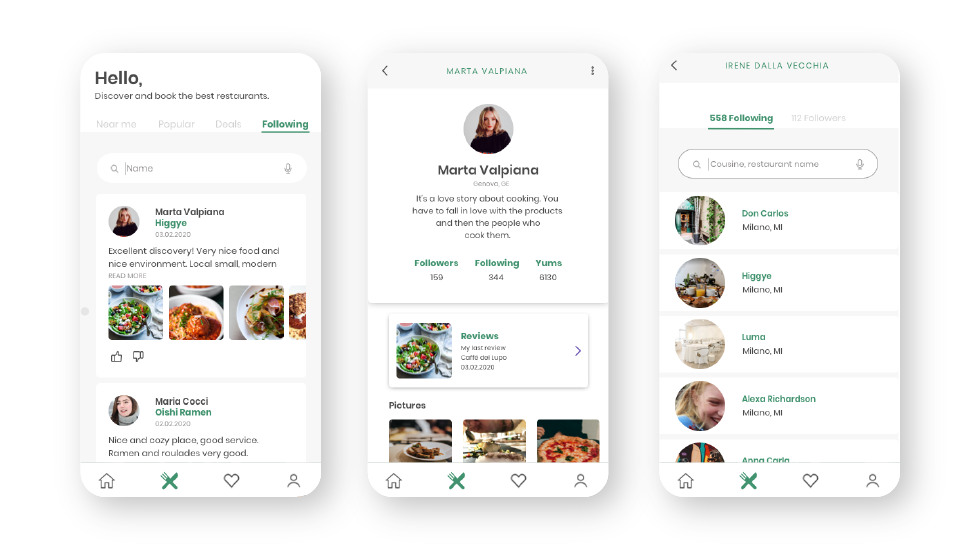 Hello,
Discover and book the best restaurants.
Near me Popular Deals Following
Name
Marta Valpiana
Higgye
03.02.2020
Excellent discovery! Very nice food and
nice environment. Local small, modern
READ MORE
Maria Cocci
Oishi Ramen
02.02.2020
Nice and cozy place, good service.
Ramen and roulades very good.
MARTA VALPIANA
Marta Valpiana
Genova, GE
It's a love story about cooking. You
have to fall in love with the products
and then the people who
cook them.
Followers Following Yums
159 344 6130
Reviews
My last review
Caffè del Lupo
03.02.2020
Pictures
IRENE DALLA VECCHIA
558 Following 112 Followers
Cousine, restaurant name
Don Carlos
Milano, MI
Higgye
Milano, MI
Luma
Milano, MI
Alexa Richardson
Milano, MI
Anna Carla